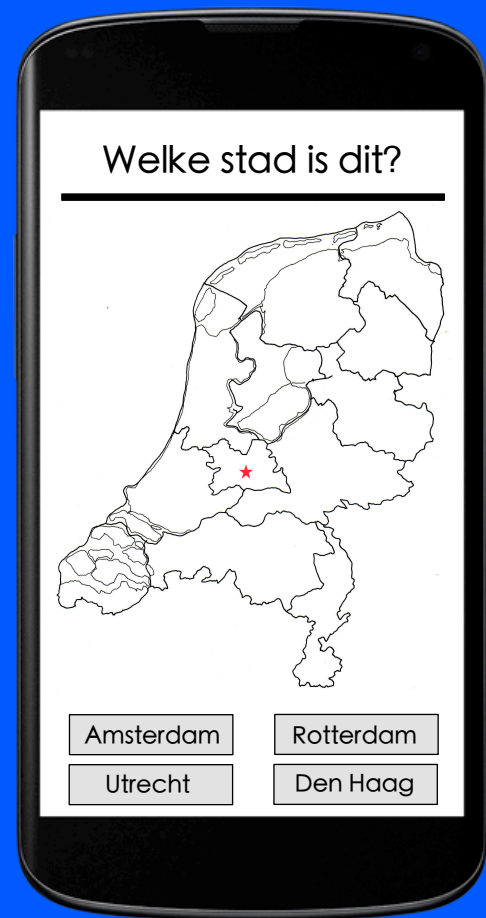 Welke stad is dit?
Amsterdam
Rotterdam
Utrecht
Den Haag